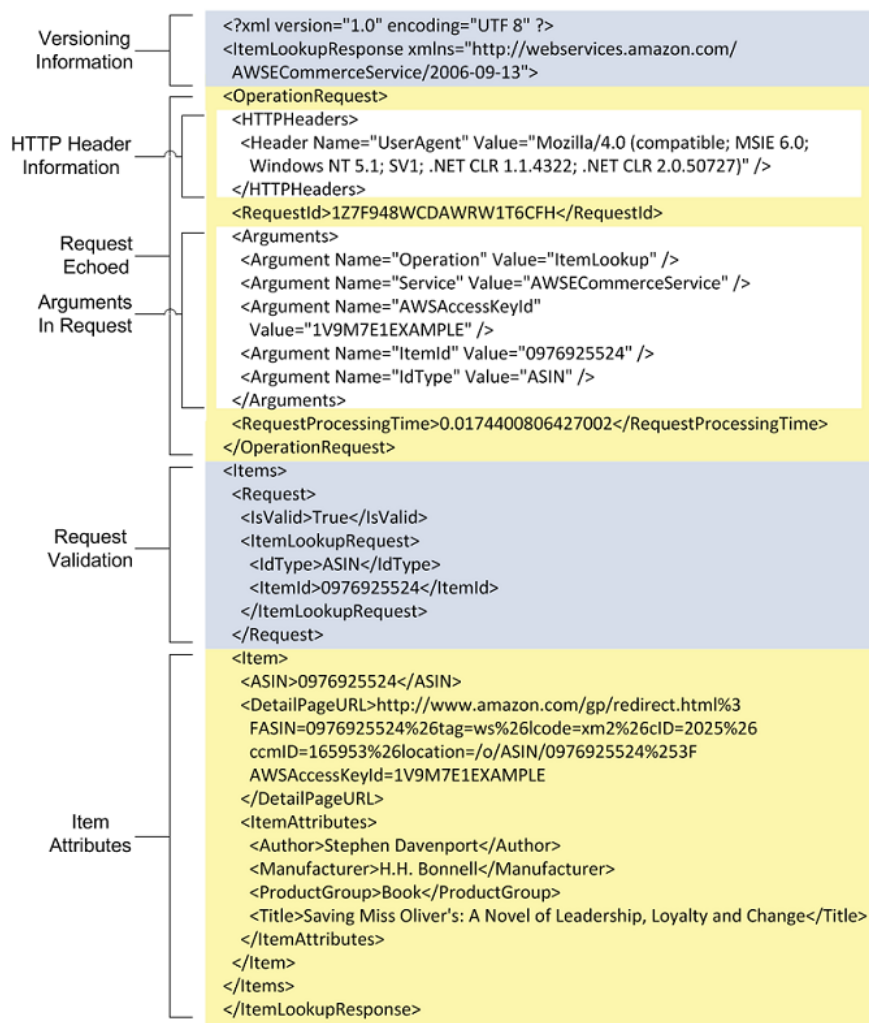 Versioning
Information
<?xml version="1.0" encoding="UTF 8" ?>
<ItemLookupResponse xmlns="http://webservices.amazon.com/
AWSECommerceService/2006-09-13">
<OperationRequest>
HTTP Header
Information
<HTTPHeaders>
<Header Name="UserAgent" Value="Mozilla/4.0 (compatible; MSIE 6.0;
Windows NT 5.1; SV1; .NET CLR 1.1.4322; .NET CLR 2.0.50727)" />
</HTTPHeaders>
<RequestId>1Z7F948WCDAWRW1T6CFH</RequestId>
Request
Echoed
Arguments
In Request
<Arguments>
<Argument Name="Operation" Value="ItemLookup" />
<Argument Name="Service" Value="AWSECommerceService" />
<Argument Name="AWSAccessKeyId"
Value="1V9M7E1EXAMPLE" />
<Argument Name="ItemId" Value="0976925524" />
<Argument Name="IdType" Value="ASIN" />
</Arguments>
<RequestProcessingTime>0.0174400806427002</RequestProcessingTime>
</OperationRequest>
Request
Validation
<Items>
<Request>
<IsValid>True</IsValid>
<ItemLookupRequest>
<IdType>ASIN</IdType>
<ItemId>0976925524</ItemId>
</ItemLookupRequest>
</Request>
Item
Attributes
<Item>
<ASIN>0976925524</ASIN>
<DetailPageURL>http://www.amazon.com/gp/redirect.html%3
FASIN=0976925524%26tag=ws%26lcode=xm2%26cID=2025%26
ccmID=165953%26location=/o/ASIN/0976925524%253F
AWSAccessKeyId=1V9M7E1EXAMPLE
</DetailPageURL>
<ItemAttributes>
<Author>Stephen Davenport</Author>
<Manufacturer>H.H. Bonnell</Manufacturer>
<ProductGroup>Book</ProductGroup>
<Title>Saving Miss Oliver's: A Novel of Leadership, Loyalty and Change</Title>
</ItemAttributes>
</Item>
</Items>
</ItemLookupResponse>